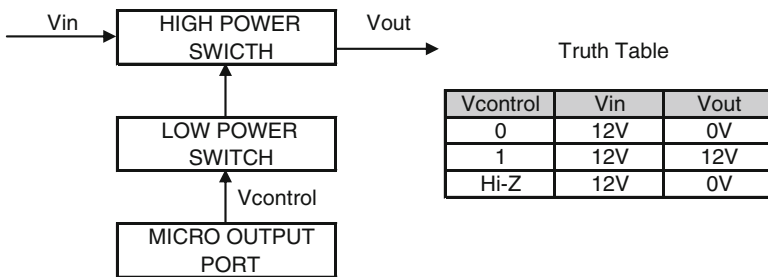 Vin
HIGH POWER
SWICTH
Vout
LOW POWER
SWITCH
Vcontrol
MICRO OUTPUT
PORT
Truth Table
Vcontrol Vin Vout
0 12V 0V
1 12V 12V
Hi-Z 12V 0V